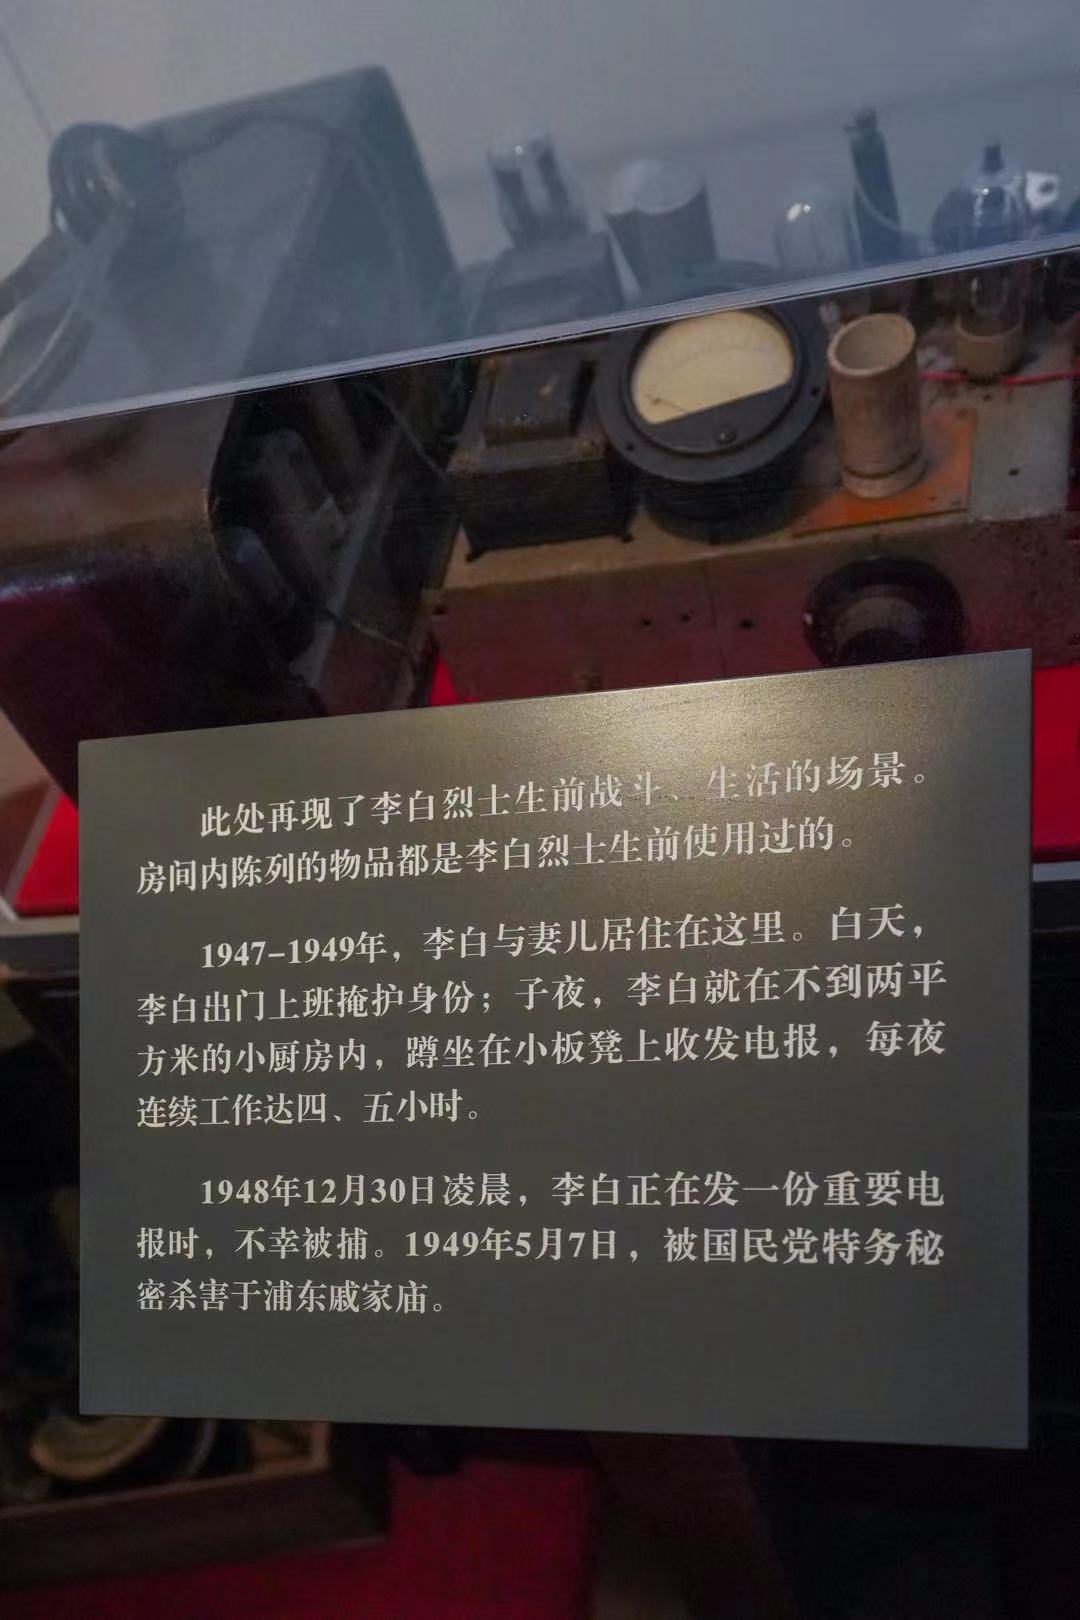 此处再现了李白烈士生前战斗、生活的场景。
房间内陈列的物品都是李白烈士生前使用过的。
1947-1949年，李白与妻儿居住在这里。白天，
李白出门上班掩护身份；子夜，李白就在不到两平
方米的小厨房内，蹲坐在小板凳上收发电报，每夜
连续工作达四、五小时。
1948年12月30日凌晨，李白正在发一份重要电
报时，不幸被捕。1949年5月7日，被国民党特务秘
密杀害于浦东戚家庙。